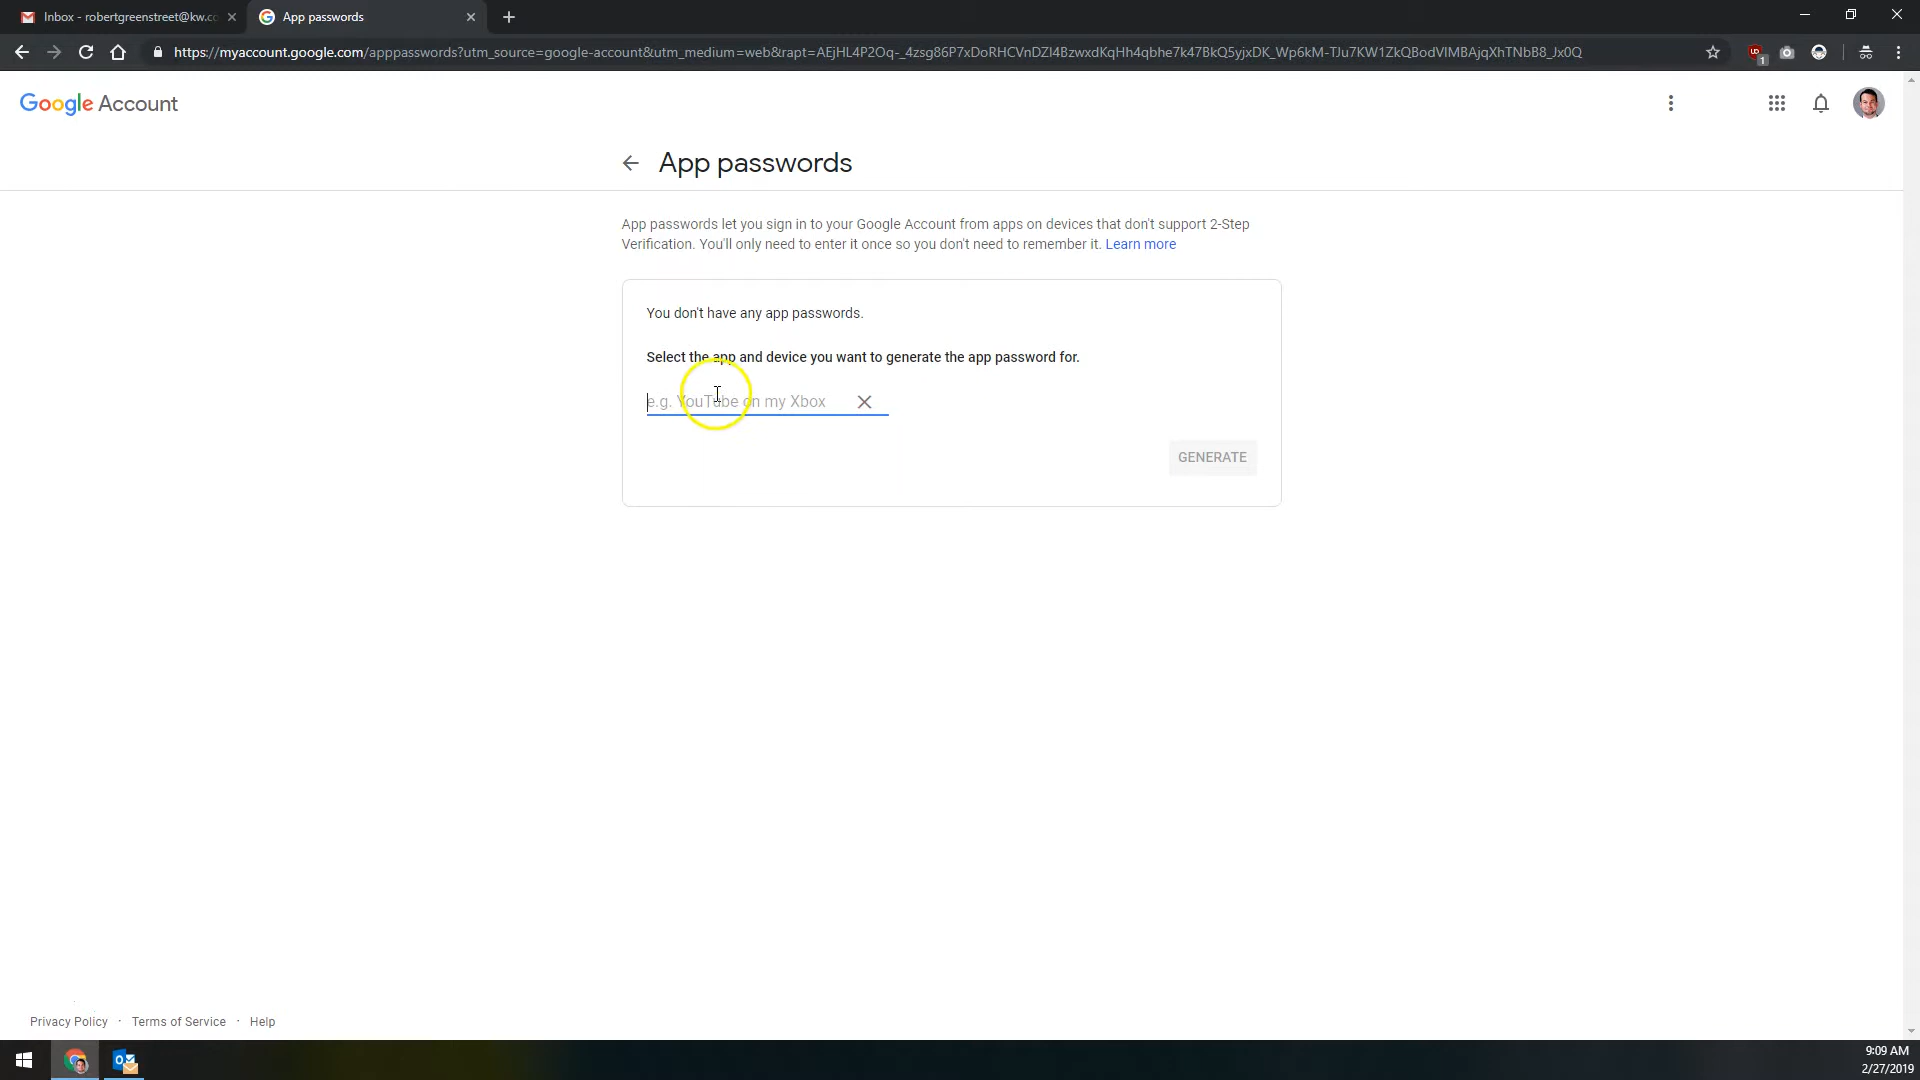 Inbox - robertgreenstreet@kw.co
App passwords
https://myaccount.google.com/apppasswords?utm_source=google-account&utm_medium=web&rapt=AEjHL4P2Oq-_4zsg86P7xDoRHCVnDZl4BzwxdKqHh4qbhe7k47BkQ5yjxDK_Wp6kM-TJu7KW1ZkQBodVlMBAjqXhTNbB8_Jx0Q
1
Google Account
App passwords
App passwords let you sign in to your Google Account from apps on devices that don't support 2-Step
Verification. You'll only need to enter it once so you don't need to remember it. Learn more
You don't have any app passwords.
Select the app and device you want to generate the app password for.
e.g. YouTube on my Xbox
GENERATE
Privacy Policy · Terms of Service · Help
9:09 AM
2/27/2019